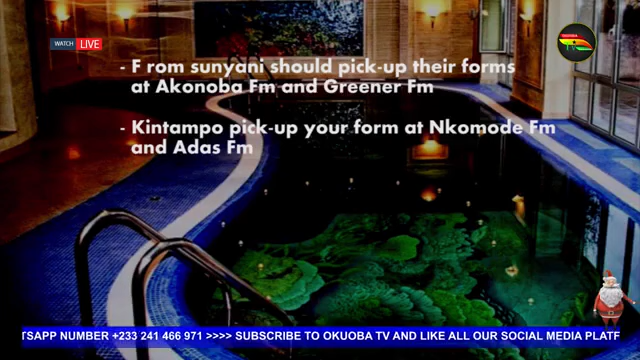 WATCH LIVE
- F rom sunyani should pick-up their forms
at Akonoba Fm and Greener Fm
- Kintampo pick-up your form at Nkomode Fm
and Adas Fm
TSAPP NUMBER +233 241 466 971 >>>> SUBSCRIBE TO OKUOBA TV AND LIKE ALL OUR SOCIAL MEDIA PLATF